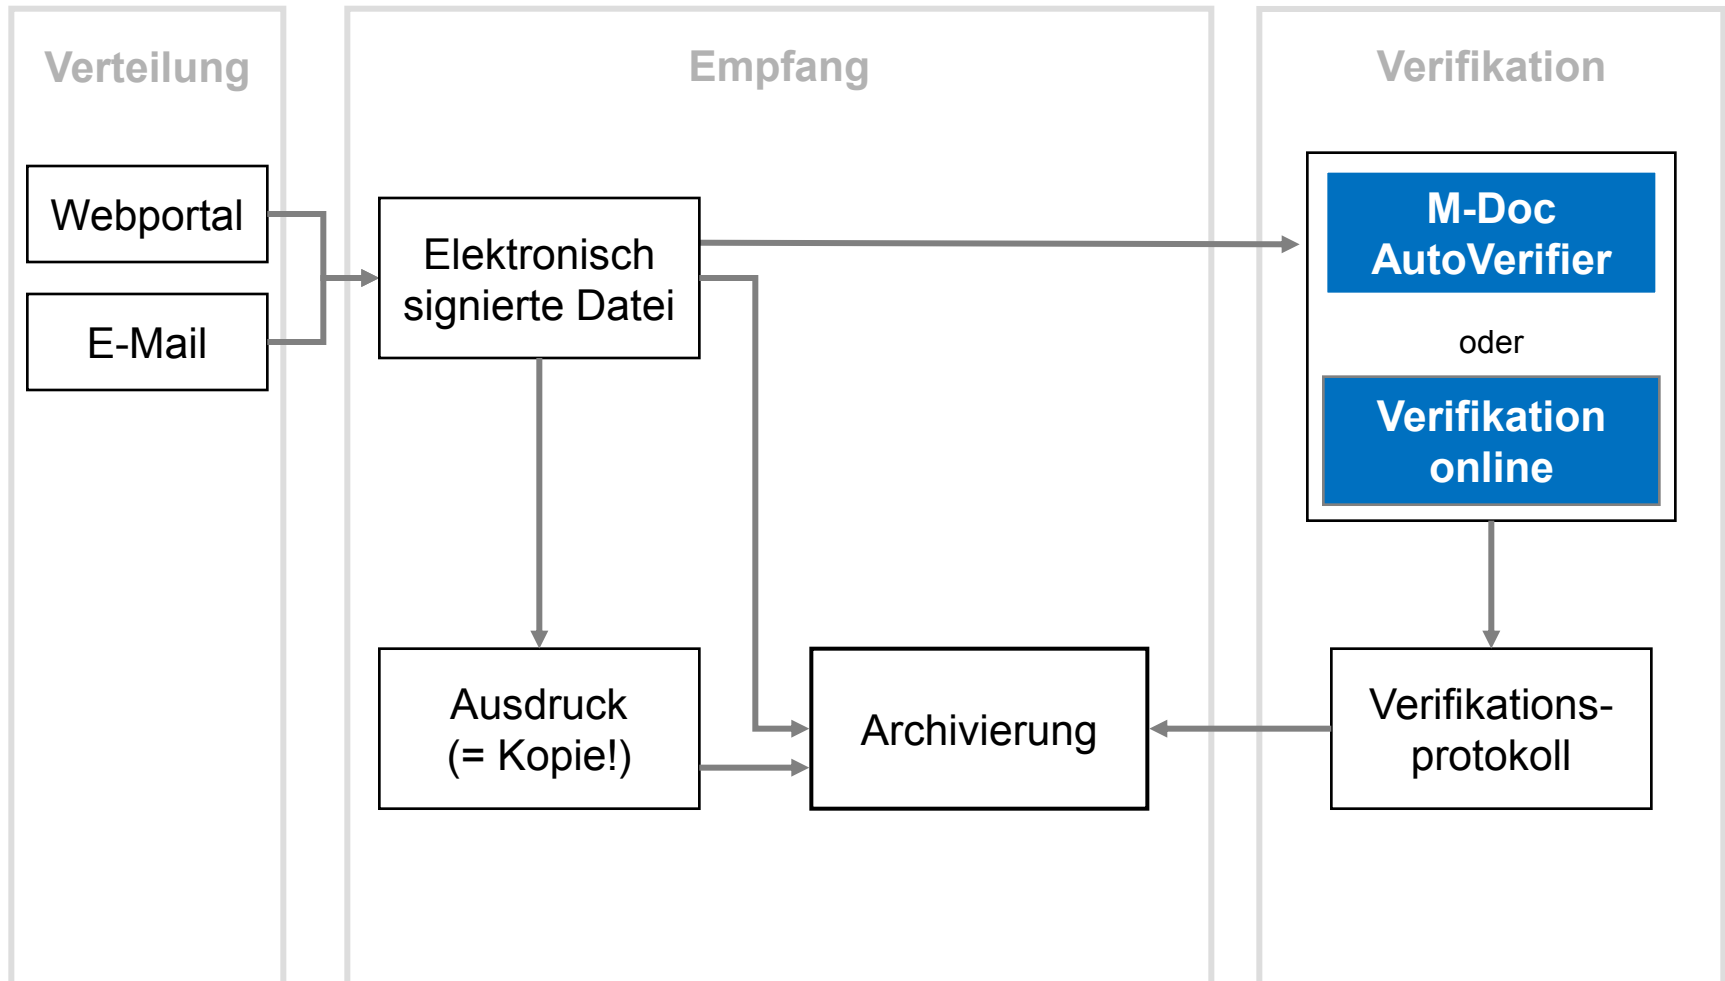 Verteilung
Empfang
Verifikation
Webportal
E-Mail
Elektronisch
signierte Datei
M-Doc
AutoVerifier
oder
Verifikation
online
Ausdruck
(= Kopie!)
Archivierung
Verifikations-
protokoll